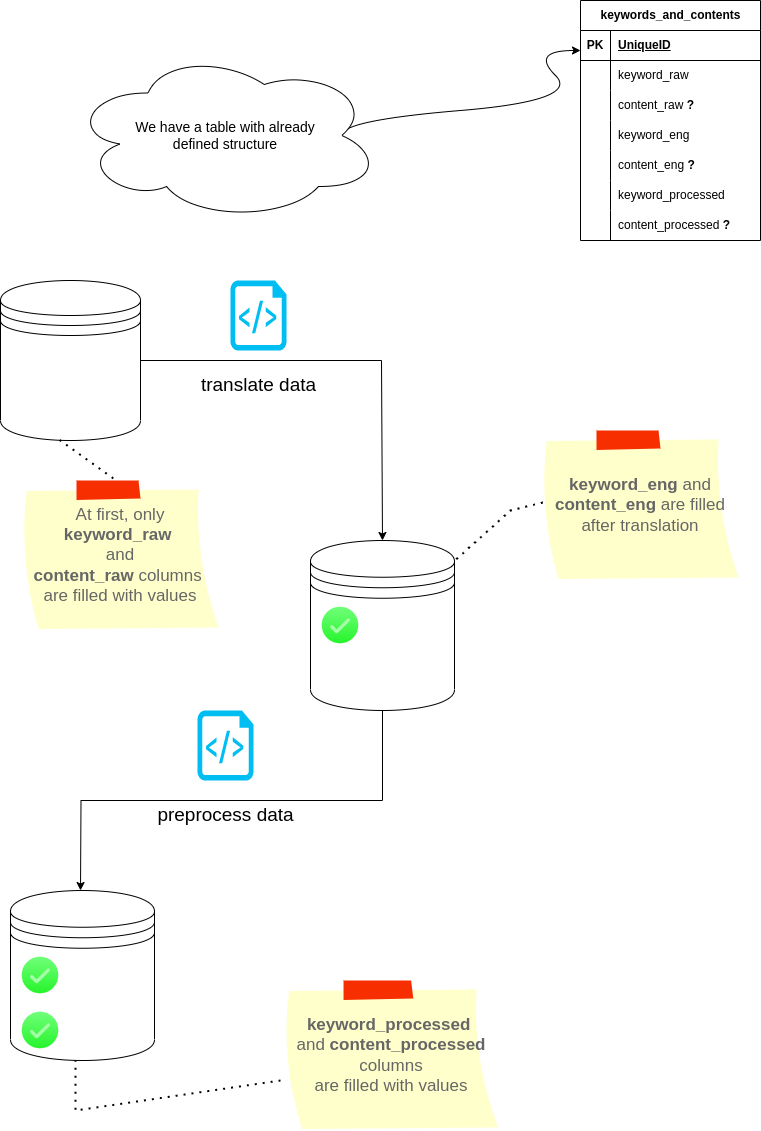 keywords_and_contents
PK UniqueID
keyword_raw
content_raw ?
keyword_eng
content_eng ?
keyword_processed
content_processed ?
We have a table with already
defined structure
translate data
At first, only
keyword_raw
and
content_raw columns
are filled with values
keyword_eng and
content_eng are filled
after translation
preprocess data
keyword_processed
and content_processed
columns
are filled with values